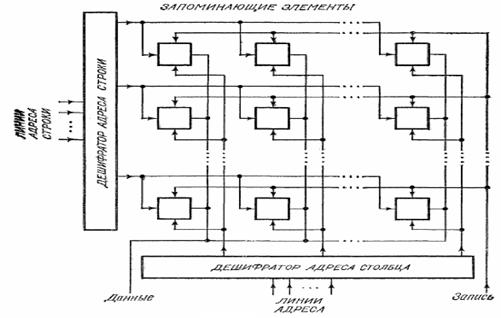 ЗАПОМИНАЮЩИЕ ЭЛЕМЕНТЫ
ЛИНИИ
АДРЕСА
СТРОКИ
ДЕШИФРАТОР АДРЕСА СТРОКИ
ДЕШИФРАТОР АДРЕСА СТОЛБЦА
Данные
ЛИНИИ
АДРЕСА
Запись